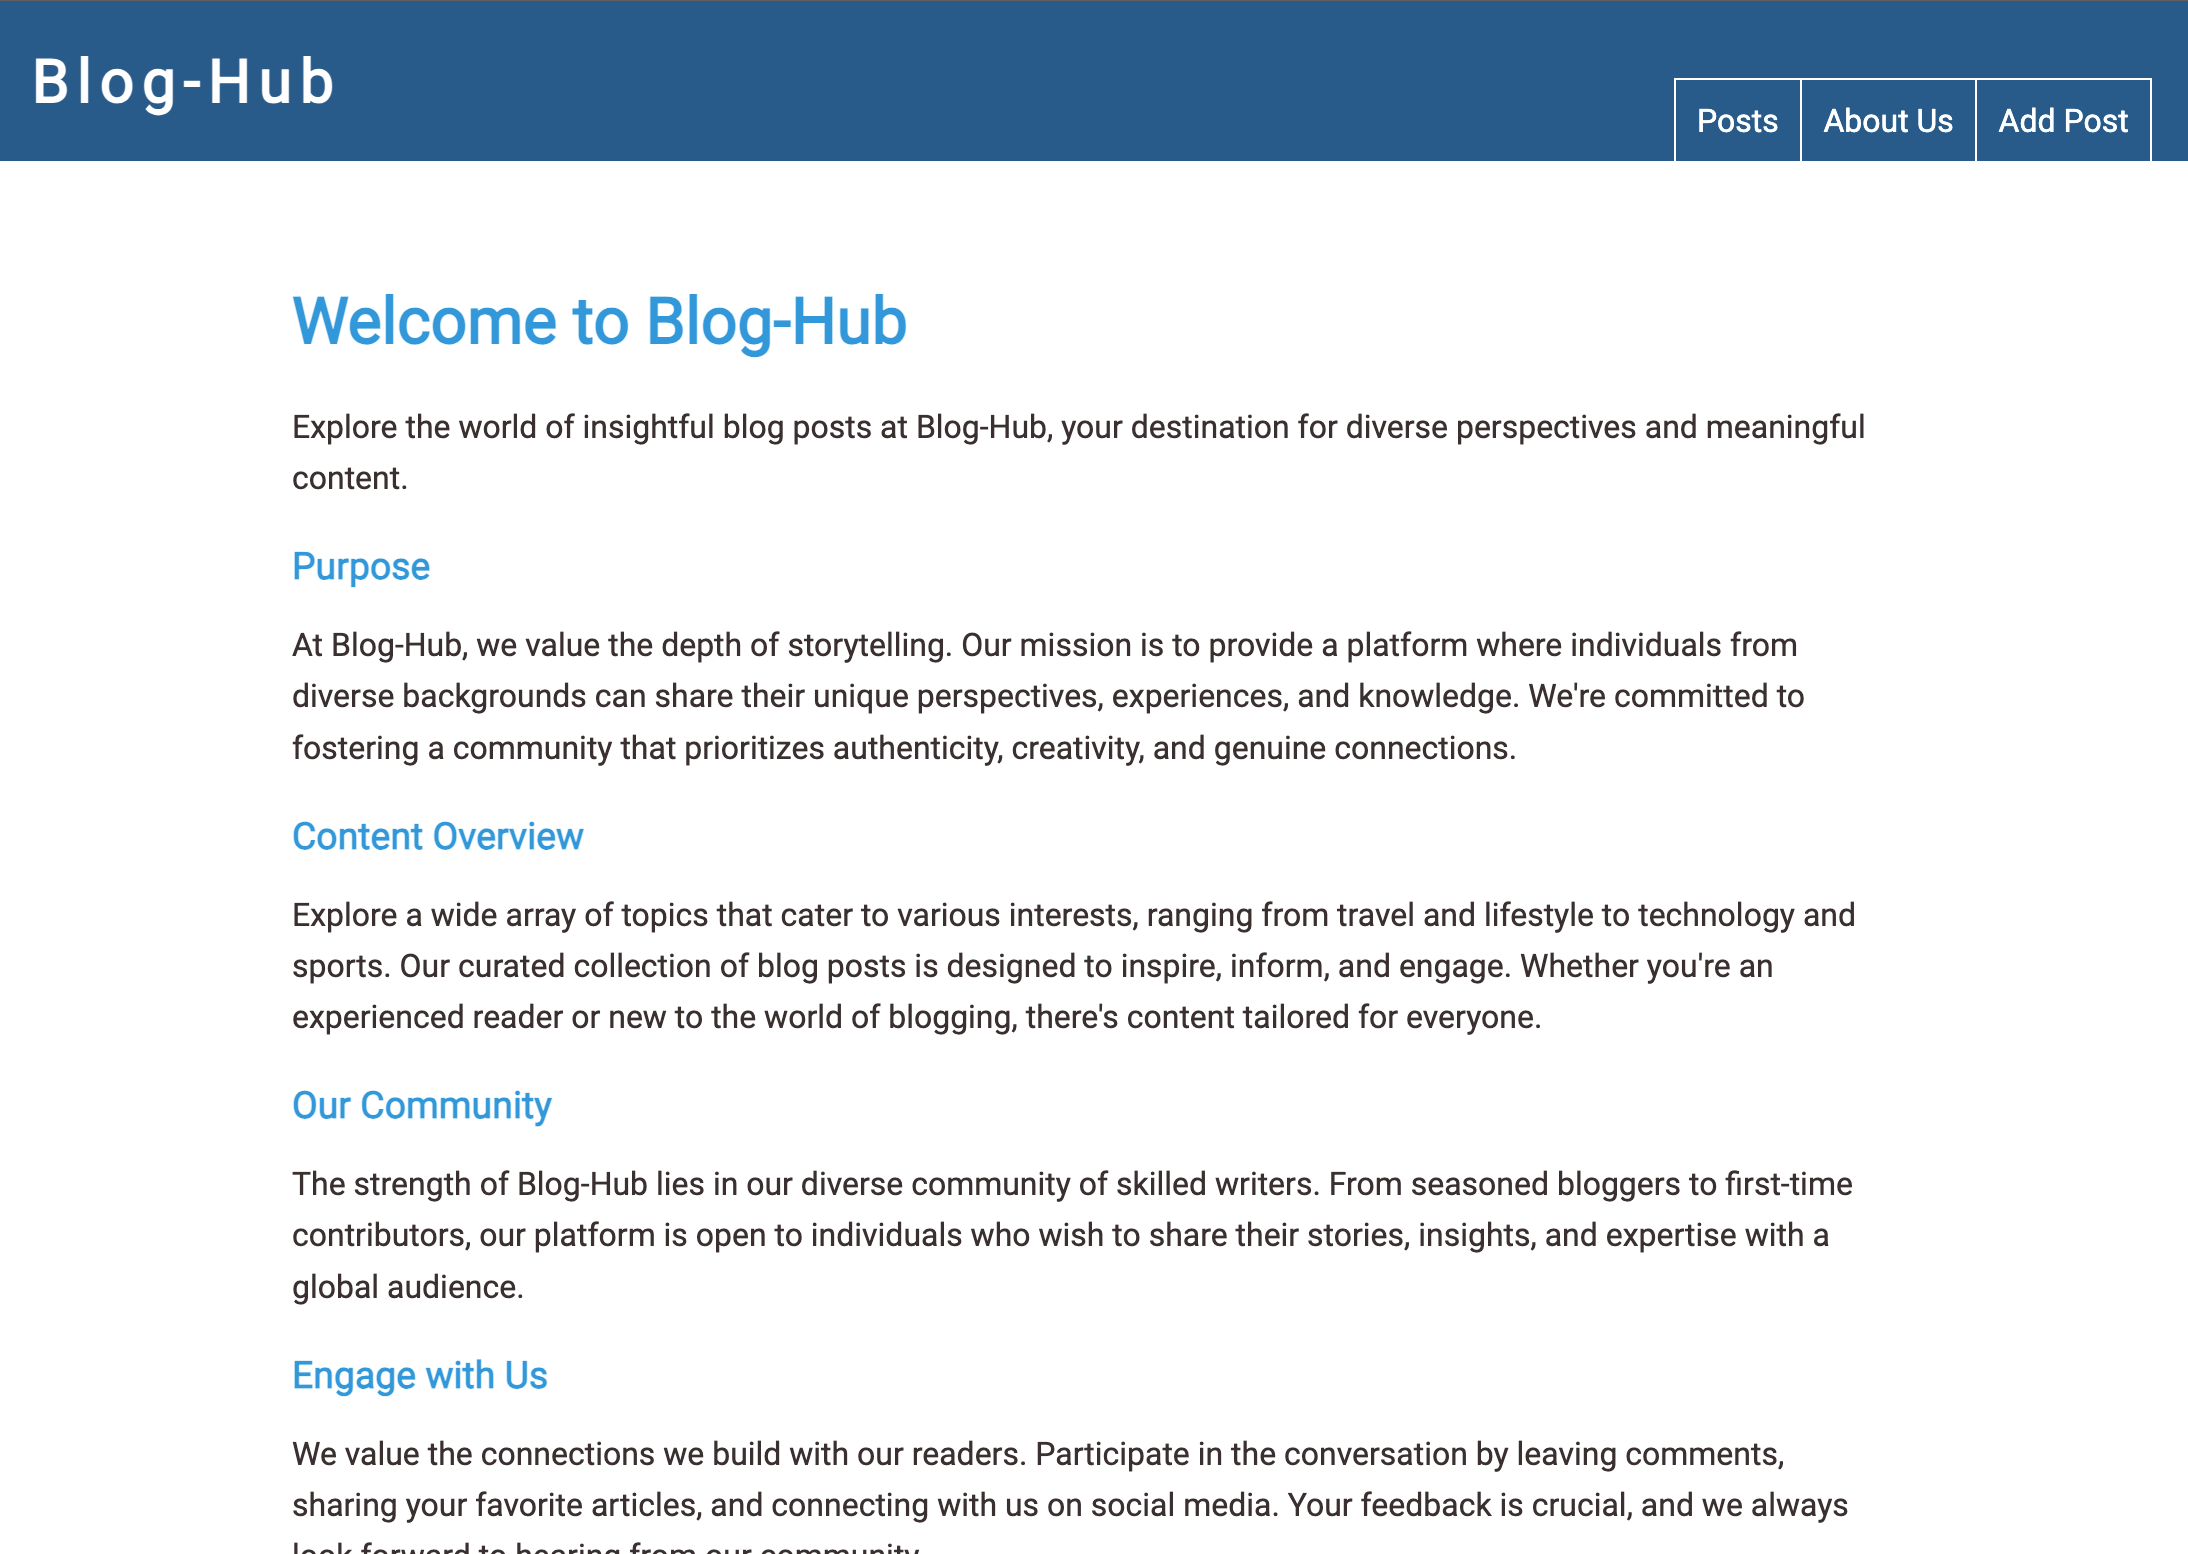 Blog-Hub
Posts About Us Add Post
Welcome to Blog-Hub
Explore the world of insightful blog posts at Blog-Hub, your destination for diverse perspectives and meaningful
content.
Purpose
At Blog-Hub, we value the depth of storytelling. Our mission is to provide a platform where individuals from
diverse backgrounds can share their unique perspectives, experiences, and knowledge. We're committed to
fostering a community that prioritizes authenticity, creativity, and genuine connections.
Content Overview
Explore a wide array of topics that cater to various interests, ranging from travel and lifestyle to technology and
sports. Our curated collection of blog posts is designed to inspire, inform, and engage. Whether you're an
experienced reader or new to the world of blogging, there's content tailored for everyone.
Our Community
The strength of Blog-Hub lies in our diverse community of skilled writers. From seasoned bloggers to first-time
contributors, our platform is open to individuals who wish to share their stories, insights, and expertise with a
global audience.
Engage with Us
We value the connections we build with our readers. Participate in the conversation by leaving comments,
sharing your favorite articles, and connecting with us on social media. Your feedback is crucial, and we always
look forward to hearing from our community.